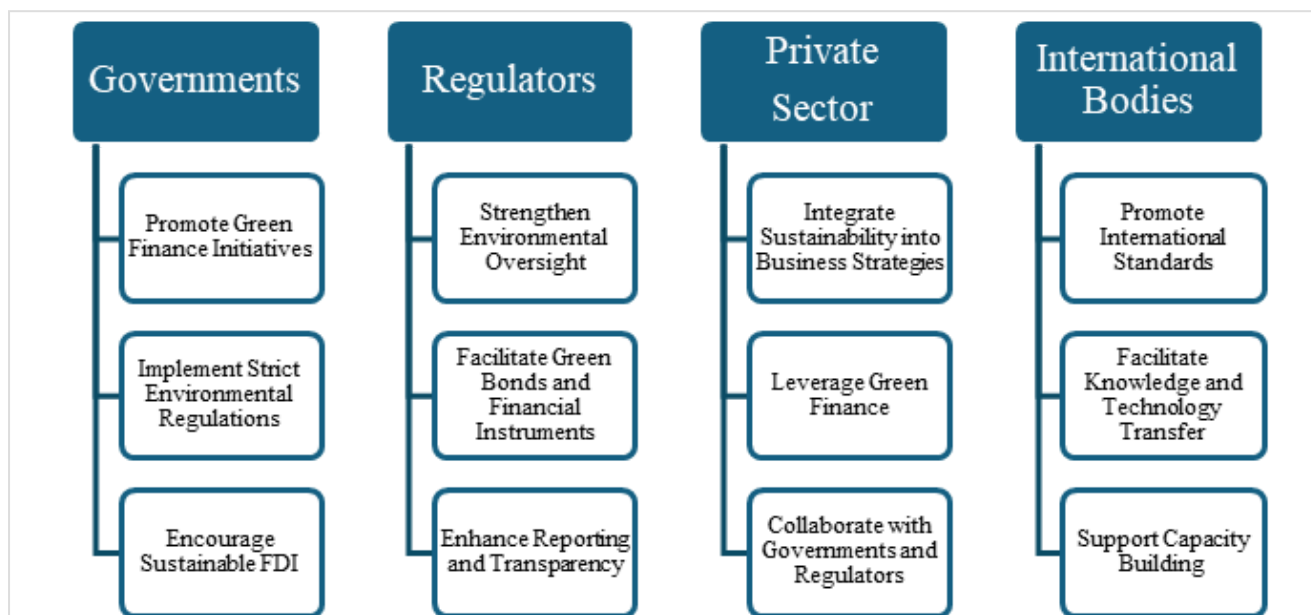 Governments
Promote Green
Finance Initiatives
Implement Strict
Environmental
Regulations
Encourage
Sustainable FDI
Regulators
Strengthen
Environmental
Oversight
Facilitate Green
Bonds and
Financial
Instruments
Enhance Reporting
and Transparency
Private
Sector
Integrate
Sustainability into
Business Strategies
Leverage Green
Finance
Collaborate with
Governments and
Regulators
International
Bodies
Promote
International
Standards
Facilitate
Knowledge and
Technology
Transfer
Support Capacity
Building